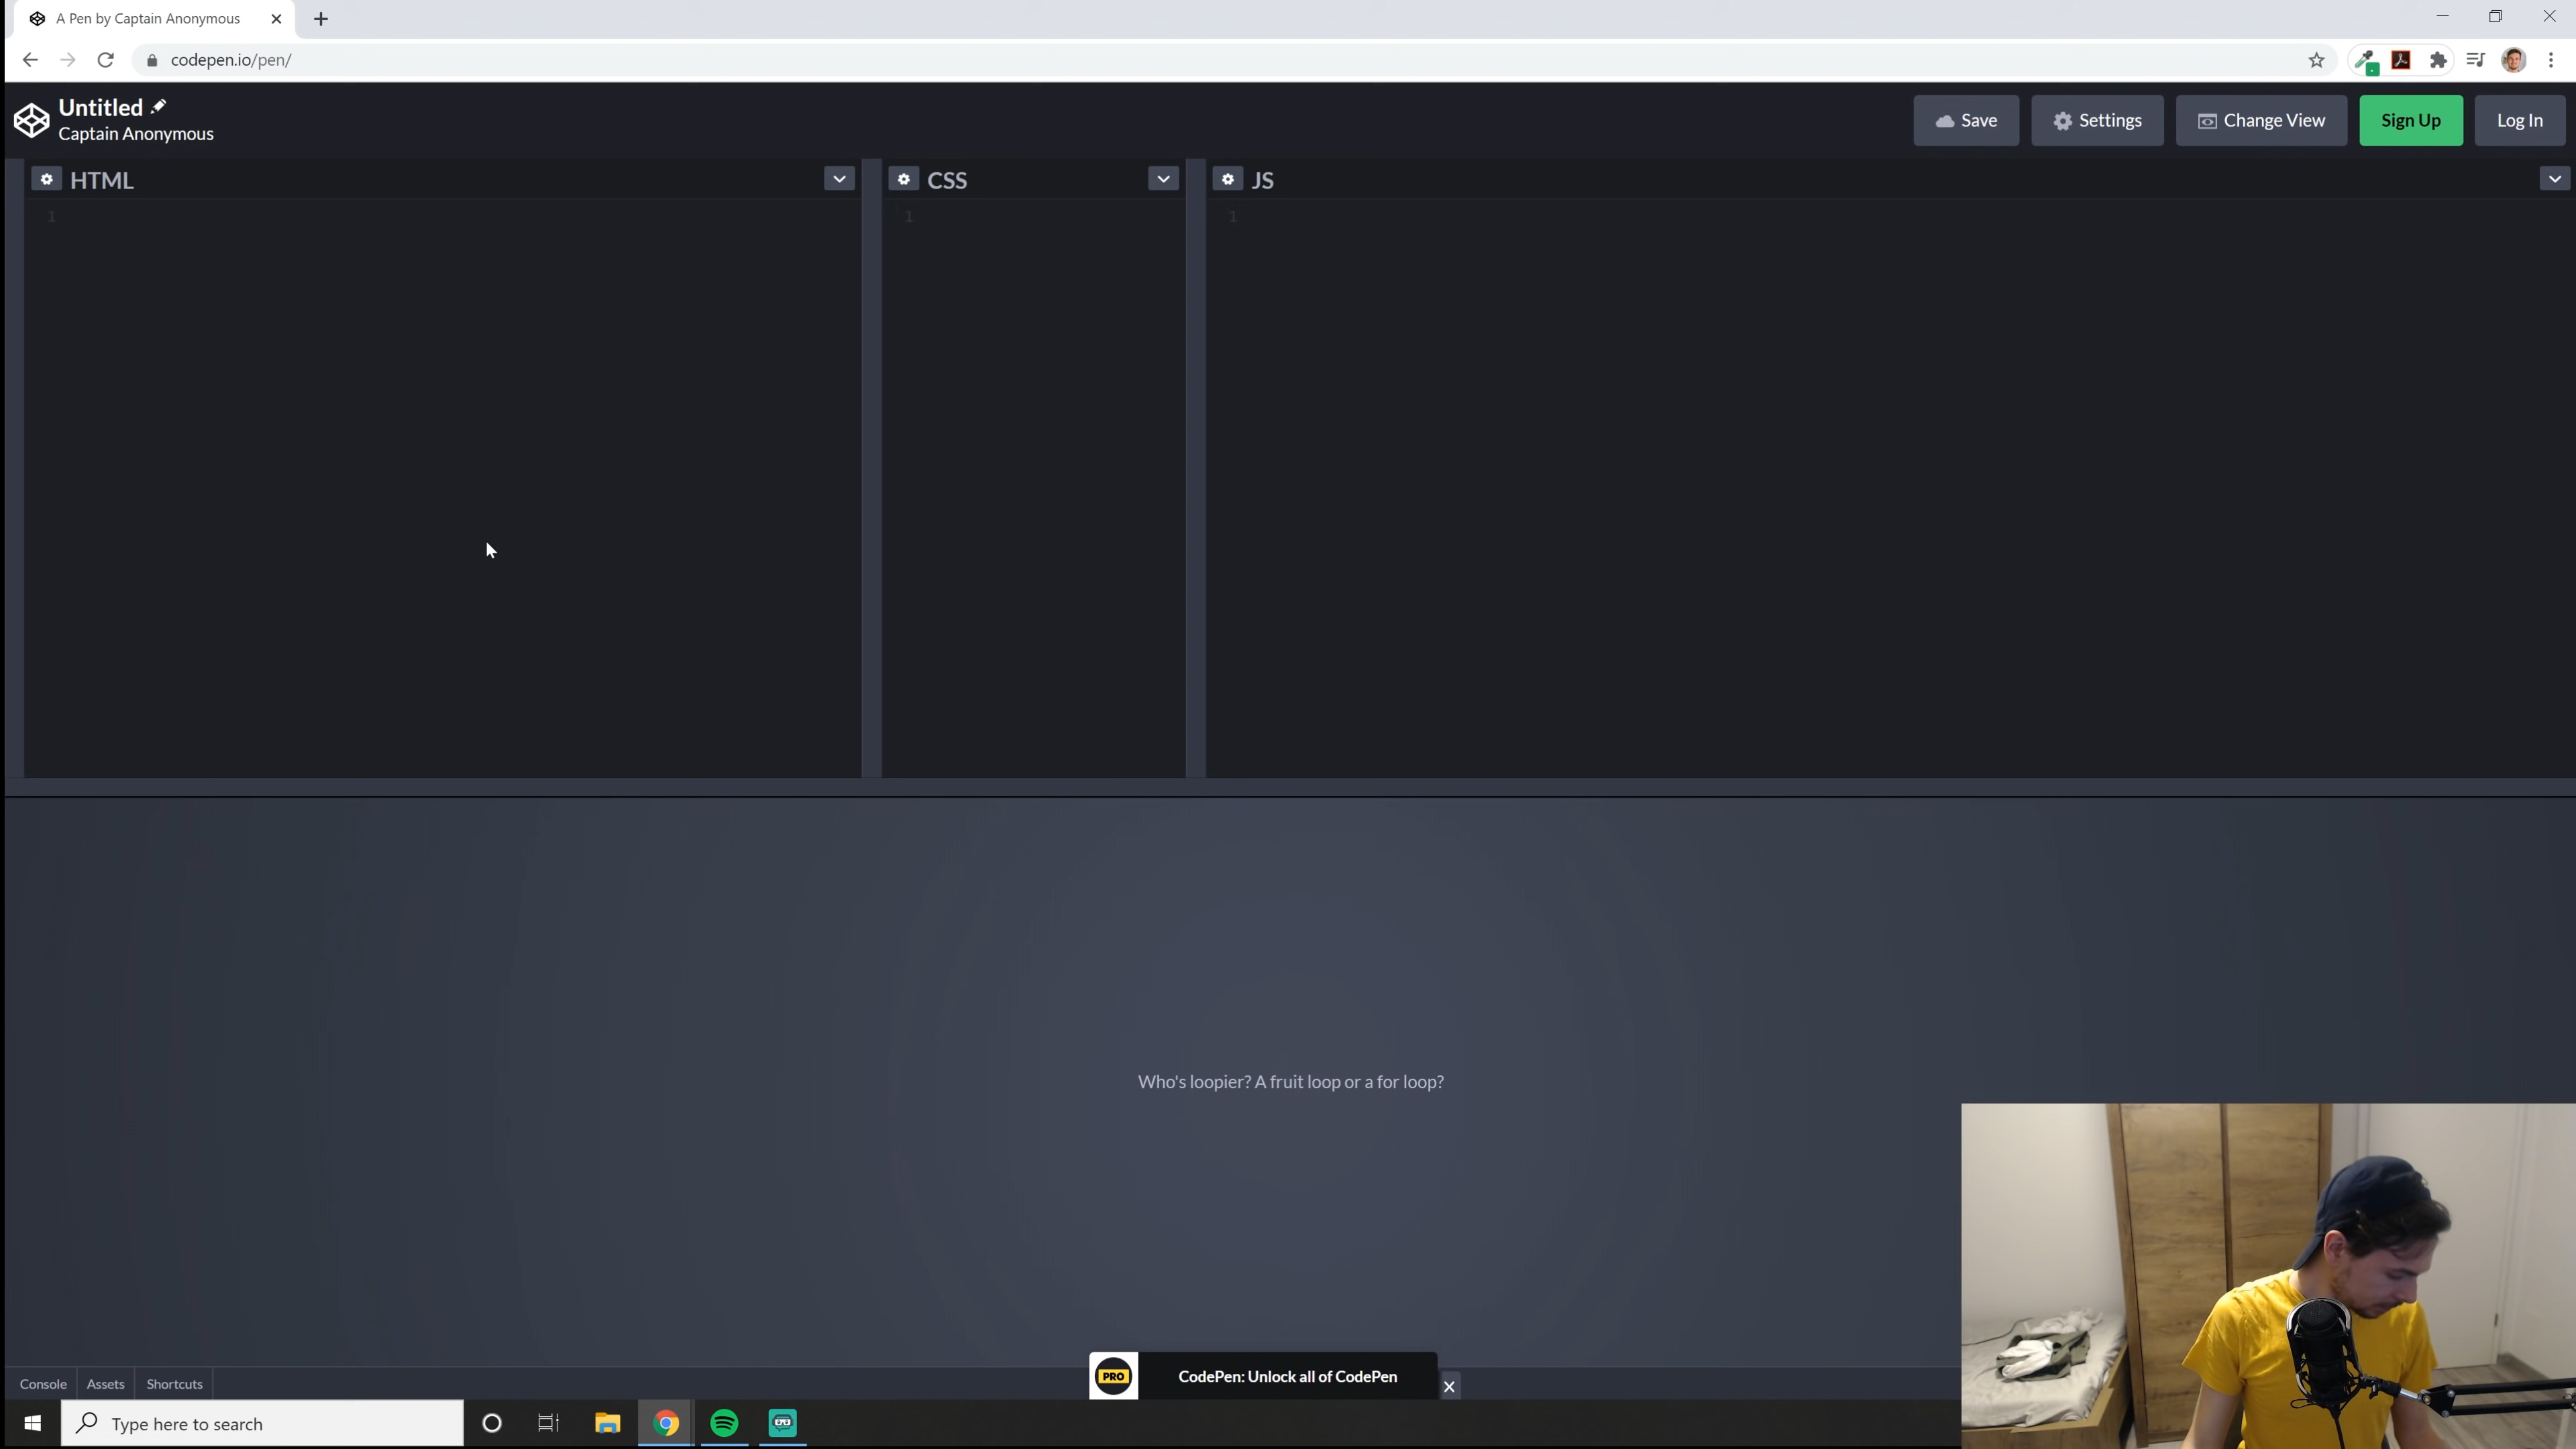 A Pen by Captain Anonymous
codepen.io/pen/
Untitled
Captain Anonymous
Save
Settings
Change View
Sign Up
Log In
HTML
CSS
JS
1
1
1
Who's loopier? A fruit loop or a for loop?
PRO
CodePen: Unlock all of CodePen
Console
Assets
Shortcuts
Type here to search